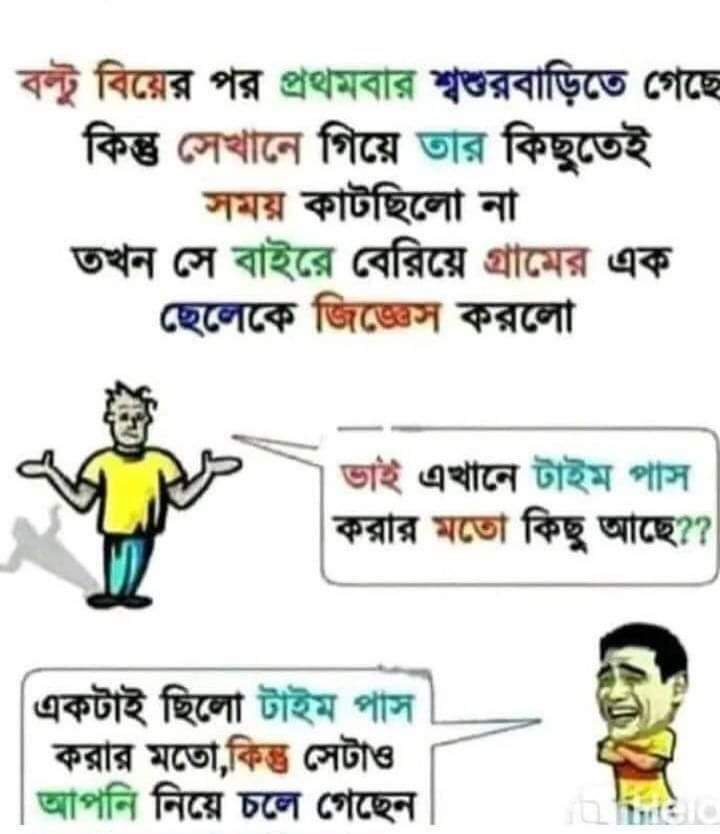 বল্টু বিয়ের পর প্রথমবার শ্বশুরবাড়িতে গেছে
কিন্তু সেখানে গিয়ে তার কিছুতেই
সময় কাটছিলো না
তখন সে বাইরে বেরিয়ে গ্রামের এক
ছেলেকে জিজ্ঞেস করলো
ভাই এখানে টাইম পাস
করার মতো কিছু আছে??
একটাই ছিলো টাইম পাস
করার মতো,কিন্তু সেটাও
আপনি নিয়ে চলে গেছেন